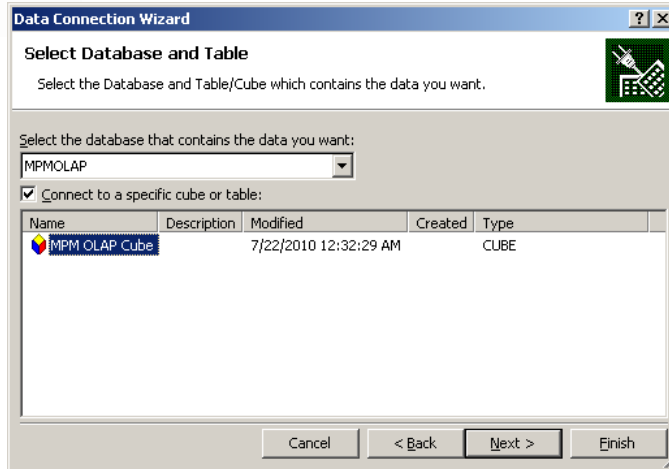 Data Connection Wizard
Select Database and Table
Select the Database and Table/Cube which contains the data you want.
Select the database that contains the data you want:
MPMOLAP
Connect to a specific cube or table:
Name Description Modified Created Type
MPM OLAP Cube 7/22/2010 12:32:29 AM CUBE
Cancel < Back Next > Finish